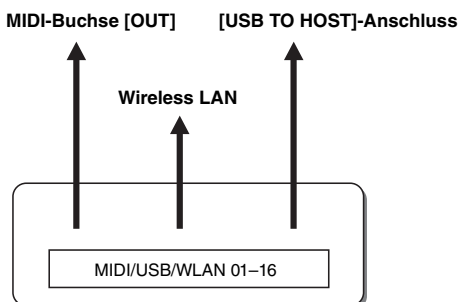 MIDI-Buchse [OUT] [USB TO HOST]-Anschluss
Wireless LAN
MIDI/USB/WLAN 01–16